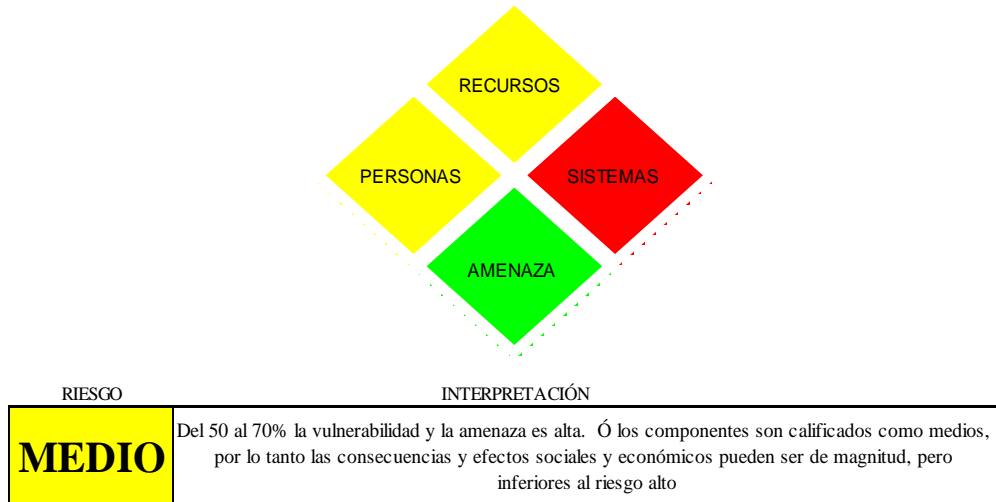 RECURSOS
PERSONAS
SISTEMAS
AMENAZA
RIESGO
INTERPRETACIÓN
MEDIO
Del 50 al 70% la vulnerabilidad y la amenaza es alta. Ó los componentes son calificados como medios,
por lo tanto las consecuencias y efectos sociales y económicos pueden ser de magnitud, pero
inferiores al riesgo alto